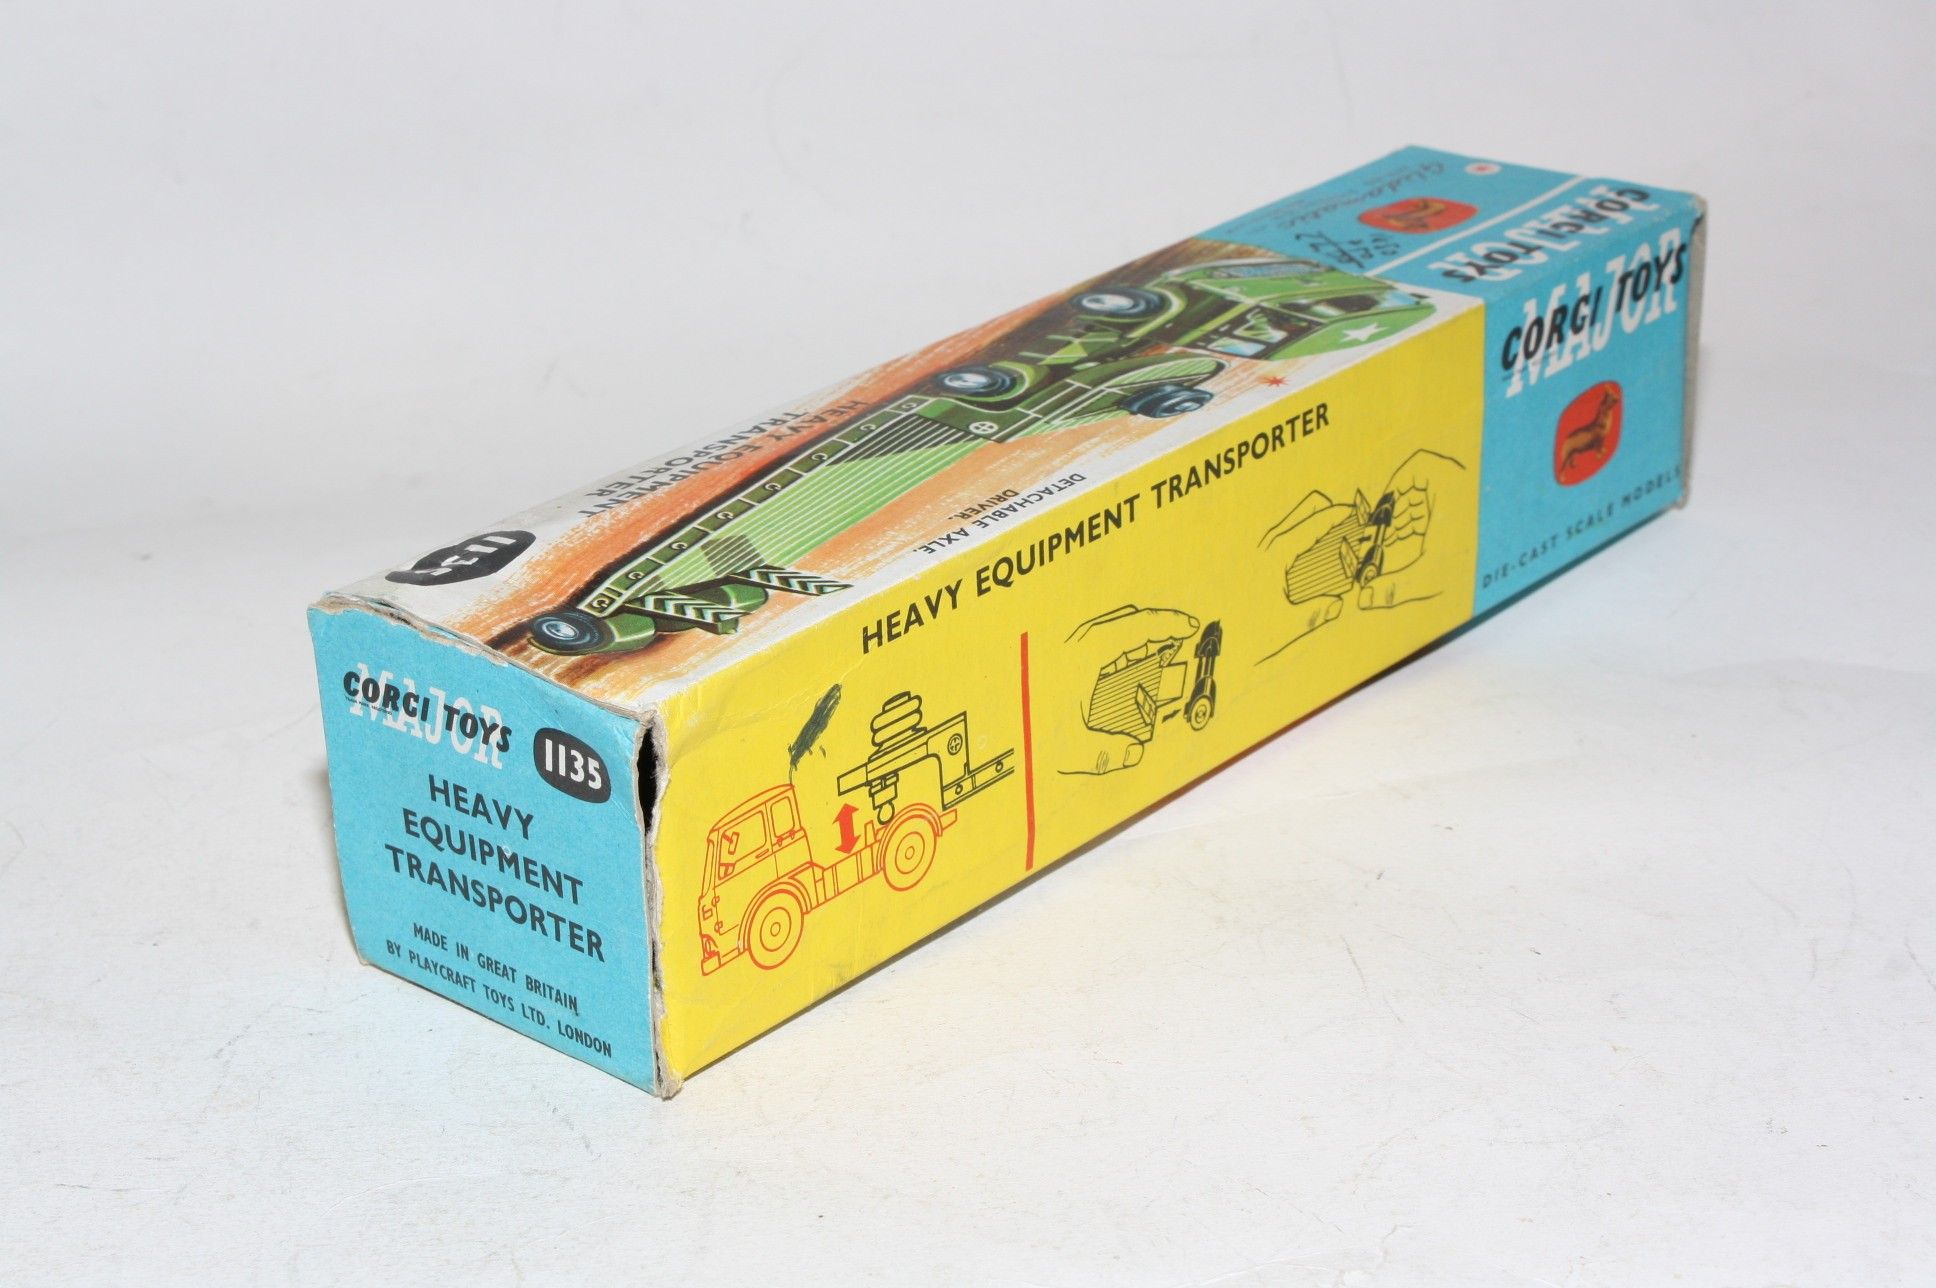 CORGI TOYS
MAJOR
1135
HEAVY
EQUIPMENT
TRANSPORTER
MADE IN GREAT BRITAIN
BY PLAYCRAFT TOYS LTD. LONDON
HEAVY EQUIPMENT TRANSPORTER
CORGI TOYS
MAJOR
DIE-CAST SCALE MODELS
CORGI TOYS
MAJOR
Glidamatic
HEAVY EQUIPMENT
TRANSPORTER
DETACHABLE AXLE.
DRIVER.
1135